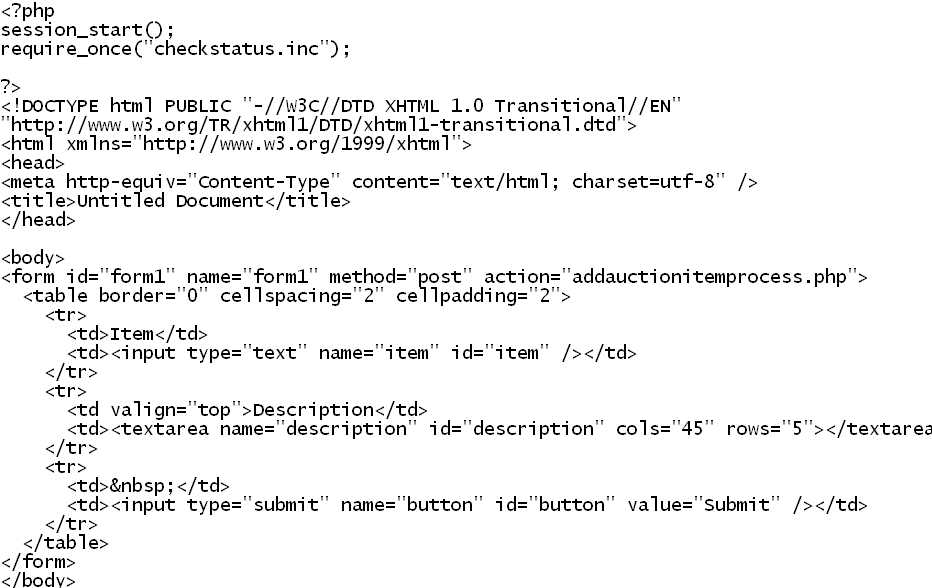 <?php
session_start();
require_once("checkstatus.inc");
?>
<!DOCTYPE html PUBLIC "-//W3C//DTD XHTML 1.0 Transitional//EN"
"http://www.w3.org/TR/xhtml1/DTD/xhtml1-transitional.dtd">
<html xmlns="http://www.w3.org/1999/xhtml">
<head>
<meta http-equiv="Content-Type" content="text/html; charset=utf-8" />
<title>Untitled Document</title>
</head>
<body>
<form id="form1" name="form1" method="post" action="addauctionitemprocess.php">
  <table border="0" cellspacing="2" cellpadding="2">
    <tr>
      <td>Item</td>
      <td><input type="text" name="item" id="item" /></td>
    </tr>
    <tr>
      <td valign="top">Description</td>
      <td><textarea name="description" id="description" cols="45" rows="5"></textarea
    </tr>
    <tr>
      <td>&nbsp;</td>
      <td><input type="submit" name="button" id="button" value="Submit" /></td>
    </tr>
  </table>
</form>
</body>